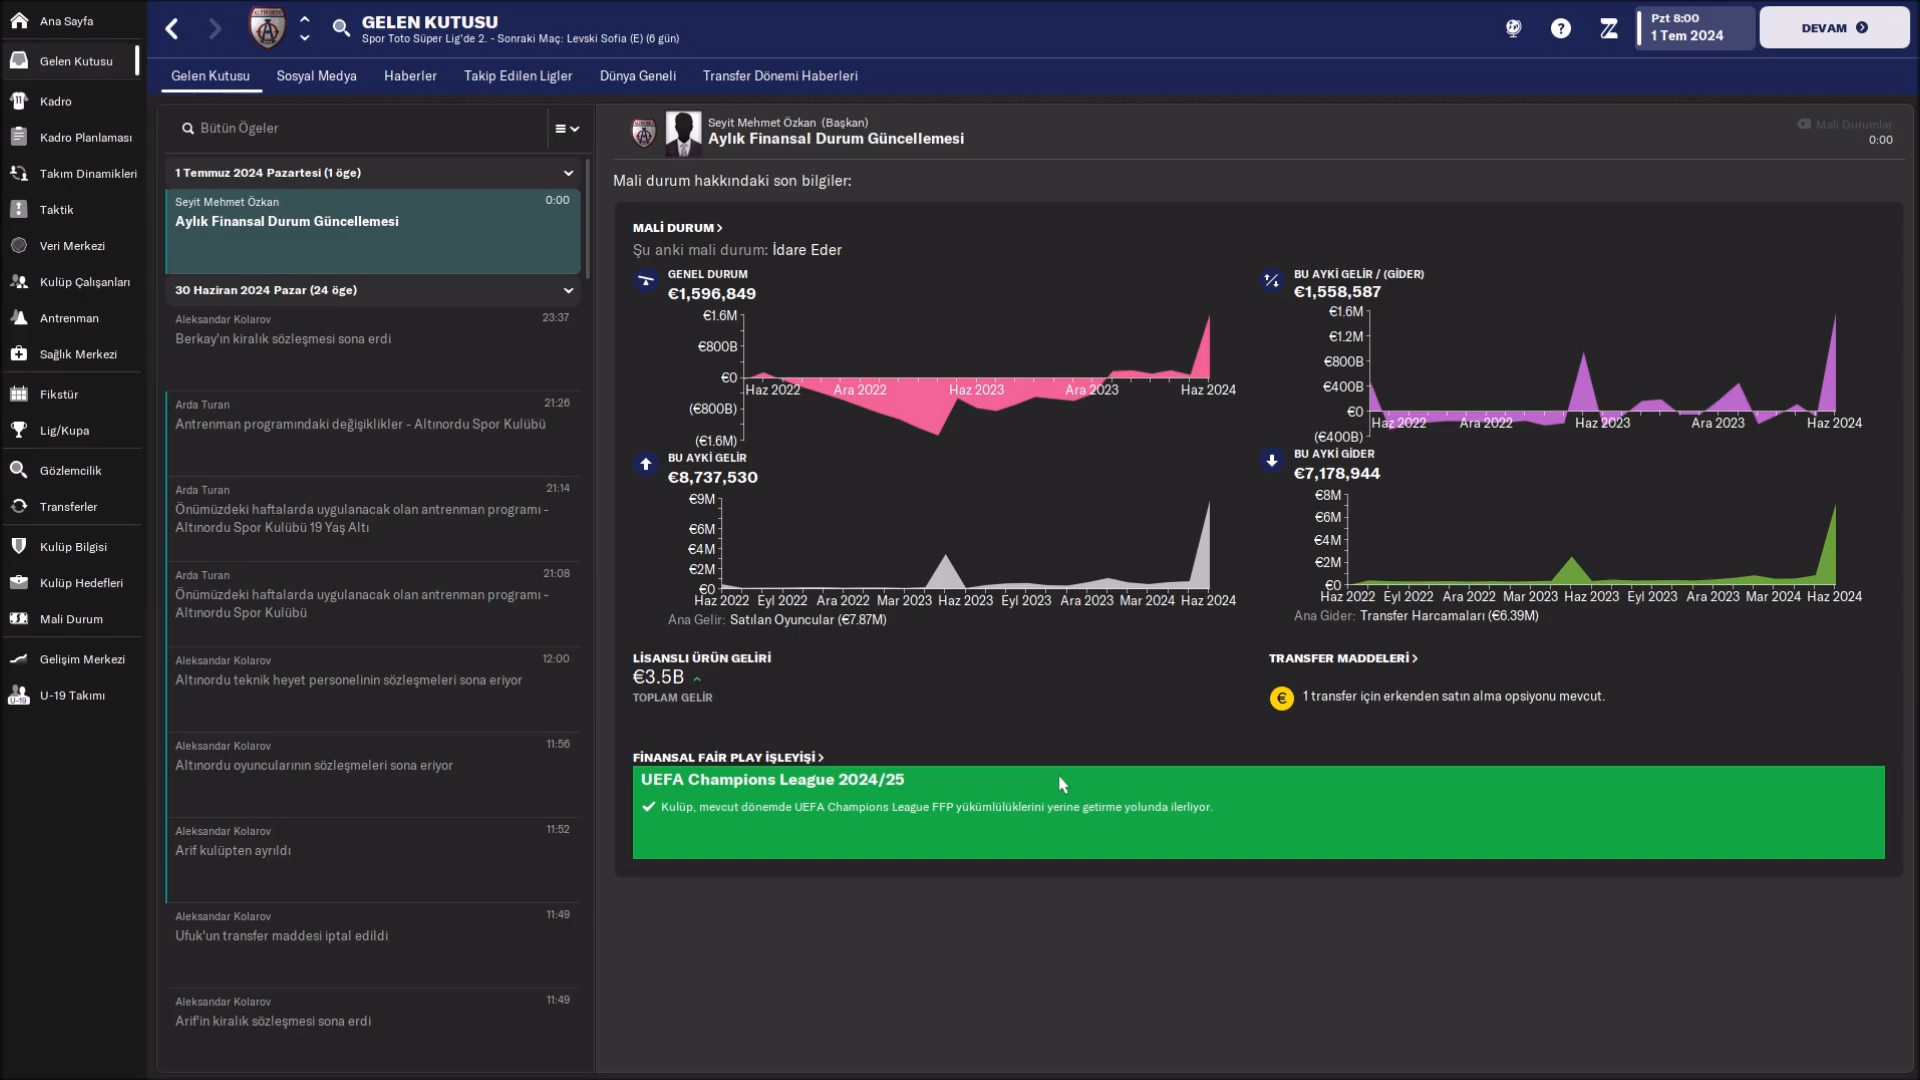 Ana Sayfa
Gelen Kutusu
Kadro
Kadro Planlaması
Takım Dinamikleri
Taktik
Veri Merkezi
Kulüp Çalışanları
Antrenman
Sağlık Merkezi
Fikstür
Lig/Kupa
Gözlemcilik
Transferler
Kulüp Bilgisi
Kulüp Hedefleri
Mali Durum
Gelişim Merkezi
U-19 Takımı
GELEN KUTUSU
Spor Toto Süper Lig'de 2. - Sonraki Maç: Levski Sofia (E) (6 gün)
Pzt 8:00
1 Tem 2024
DEVAM
Gelen Kutusu Sosyal Medya Haberler Takip Edilen Ligler Dünya Geneli Transfer Dönemi Haberleri
Bütün Ögeler
1 Temmuz 2024 Pazartesi (1 öge)
Seyit Mehmet Özkan 0:00
Aylık Finansal Durum Güncellemesi
30 Haziran 2024 Pazar (24 öge)
Aleksandar Kolarov 23:37
Berkay'ın kiralık sözleşmesi sona erdi
Arda Turan 21:26
Antrenman programındaki değişiklikler - Altınordu Spor Kulübü
Arda Turan 21:14
Önümüzdeki haftalarda uygulanacak olan antrenman programı -
Altınordu Spor Kulübü 19 Yaş Altı
Arda Turan 21:08
Önümüzdeki haftalarda uygulanacak olan antrenman programı -
Altınordu Spor Kulübü
Aleksandar Kolarov 12:00
Altınordu teknik heyet personelinin sözleşmeleri sona eriyor
Aleksandar Kolarov 11:56
Altınordu oyuncularının sözleşmeleri sona eriyor
Aleksandar Kolarov 11:52
Arif kulüpten ayrıldı
Aleksandar Kolarov 11:49
Ufuk'un transfer maddesi iptal edildi
Aleksandar Kolarov 11:49
Arif'in kiralık sözleşmesi sona erdi
Seyit Mehmet Özkan (Başkan)
Aylık Finansal Durum Güncellemesi
Mali Durumlar
0:00
Mali durum hakkındaki son bilgiler:
MALİ DURUM >
Şu anki mali durum: İdare Eder
GENEL DURUM
€1,596,849
€1.6M
€800B
€0
(€800B)
(€1.6M)
Haz 2022 Ara 2022 Haz 2023 Ara 2023 Haz 2024
BU AYKİ GELİR / (GİDER)
€1,558,587
€1.6M
€1.2M
€800B
€400B
€0
(€400B)
Haz 2022 Ara 2022 Haz 2023 Ara 2023 Haz 2024
BU AYKİ GELİR
€8,737,530
€9M
€6M
€4M
€2M
€0
Haz 2022 Eyl 2022 Ara 2022 Mar 2023 Haz 2023 Eyl 2023 Ara 2023 Mar 2024 Haz 2024
Ana Gelir: Satılan Oyuncular (€7.87M)
BU AYKİ GİDER
€7,178,944
€8M
€6M
€4M
€2M
€0
Haz 2022 Eyl 2022 Ara 2022 Mar 2023 Haz 2023 Eyl 2023 Ara 2023 Mar 2024 Haz 2024
Ana Gider: Transfer Harcamaları (€6.39M)
LİSANSLI ÜRÜN GELİRİ
€3.5B
TOPLAM GELİR
TRANSFER MADDELERİ >
1 transfer için erkenden satın alma opsiyonu mevcut.
FİNANSAL FAİR PLAY İŞLEYİŞİ >
UEFA Champions League 2024/25
Kulüp, mevcut dönemde UEFA Champions League FFP yükümlülüklerini yerine getirme yolunda ilerliyor.